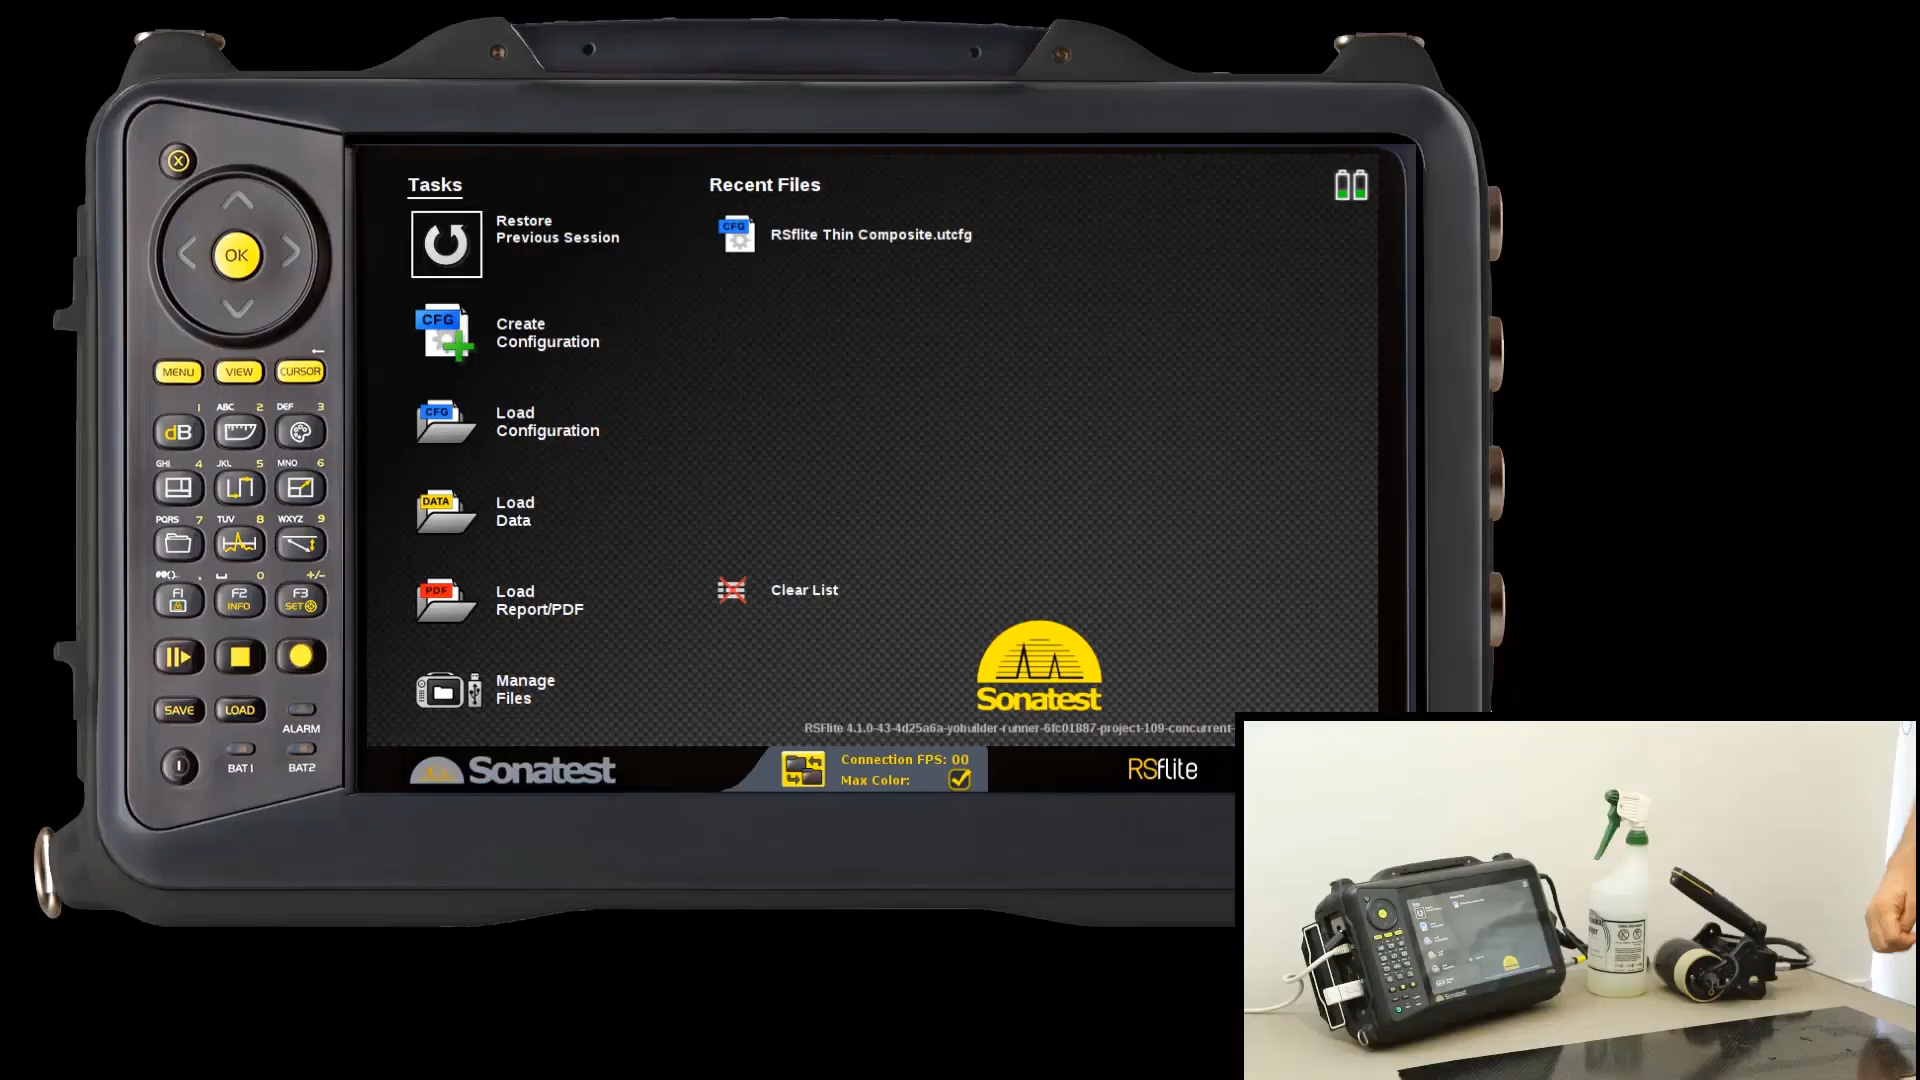 Tasks
Restore
Previous Session
Create
Configuration
Load
Configuration
Load
Data
Load
Report/PDF
Manage
Files
CFG
CFG
DATA
PDF
Recent Files
CFG
RSflite Thin Composite.utcfg
Clear List
Sonatest
RSFlite 4.1.0-43-4d25a6a-yobuilder-runner-6fc01887-project-109-concurrent-
Sonatest
Connection FPS: 00
Max Color:
RSflite
OK
MENU
VIEW
CURSOR
1
ABC 2
DEF 3
dB
GHI 4
JKL 5
MNO 6
PQRS 7
TUV 8
WXYZ 9
#@()... .
0
+/-
F1
F2
INFO
F3
SET
SAVE
LOAD
ALARM
BAT1
BAT2
Sonatest